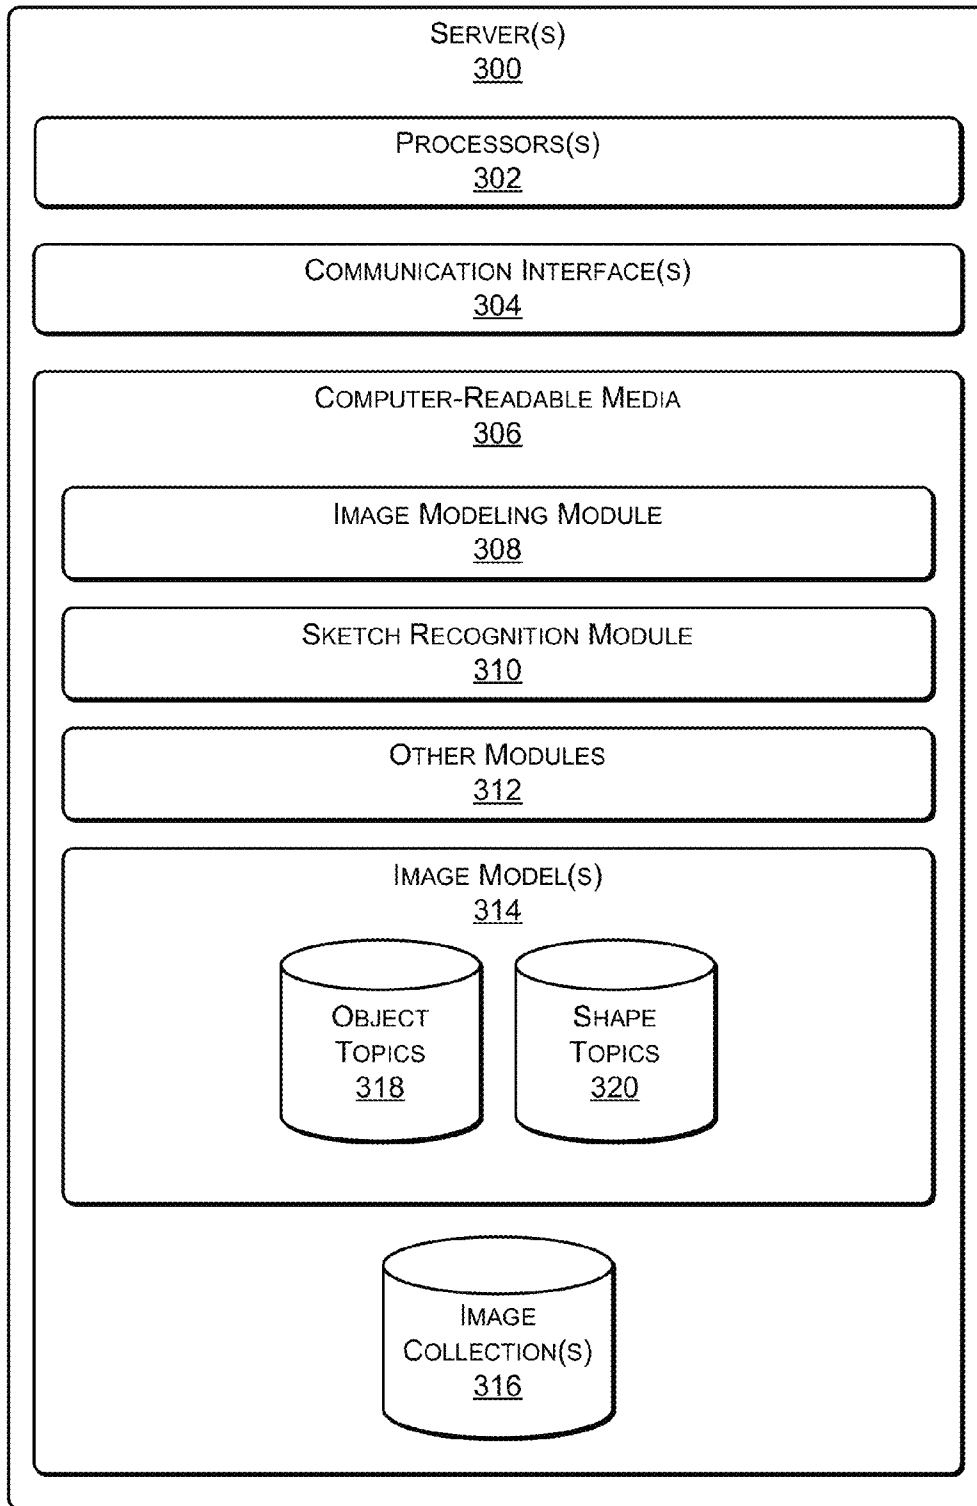 SERVER(S)
300
PROCESSORS(S)
302
COMMUNICATION INTERFACE(S)
304
COMPUTER-READABLE MEDIA
306
IMAGE MODELING MODULE
308
SKETCH RECOGNITION MODULE
310
OTHER MODULES
312
IMAGE MODEL(S)
314
OBJECT
TOPICS
318
SHAPE
TOPICS
320
IMAGE
COLLECTION(S)
316